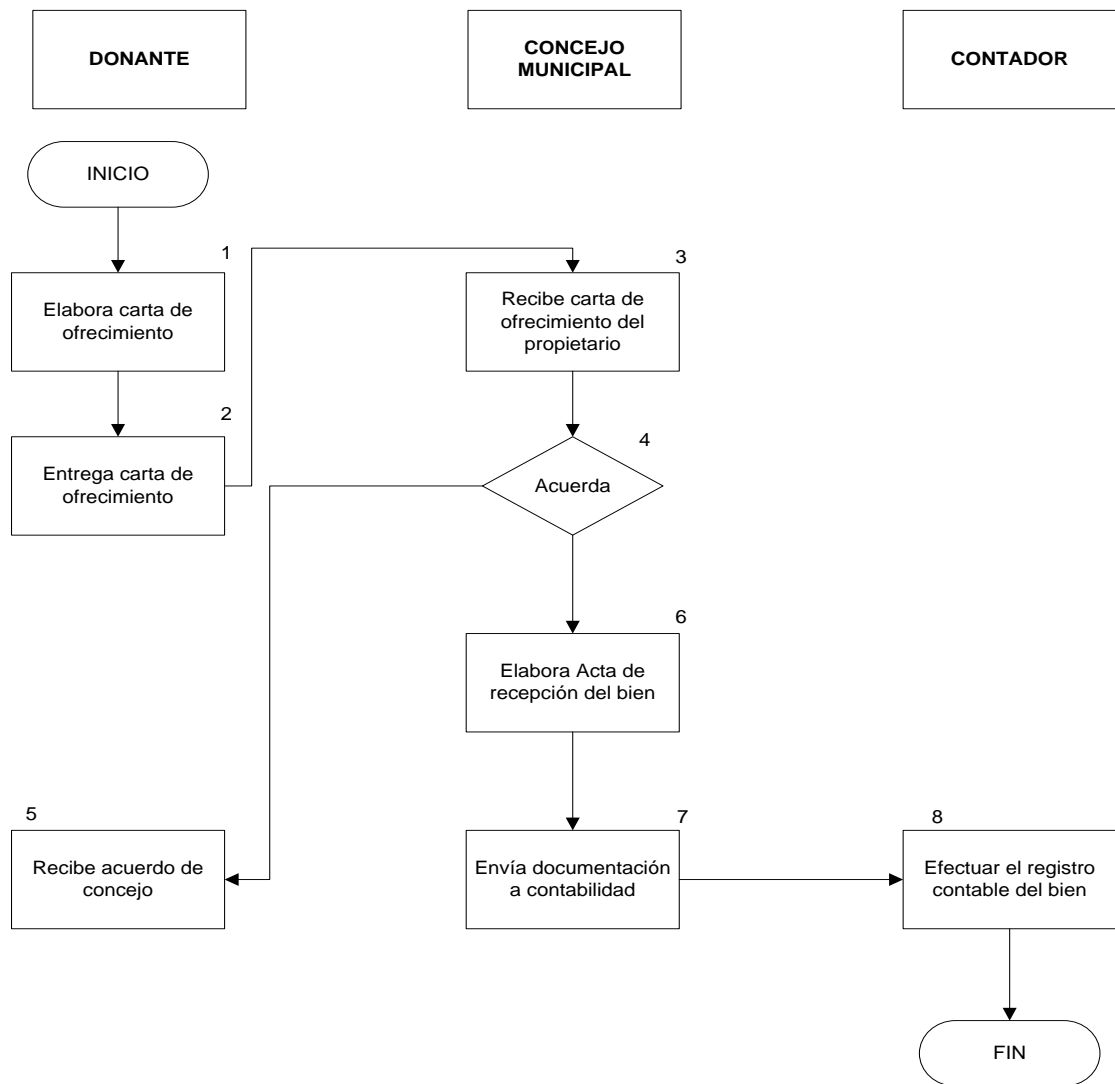 DONANTE
CONCEJO
MUNICIPAL
CONTADOR
INICIO
1
Elabora carta de
ofrecimiento
2
Entrega carta de
ofrecimiento
3
Recibe carta de
ofrecimiento del
propietario
4
Acuerda
5
Recibe acuerdo de
concejo
6
Elabora Acta de
recepción del bien
7
Envía documentación
a contabilidad
8
Efectuar el registro
contable del bien
FIN